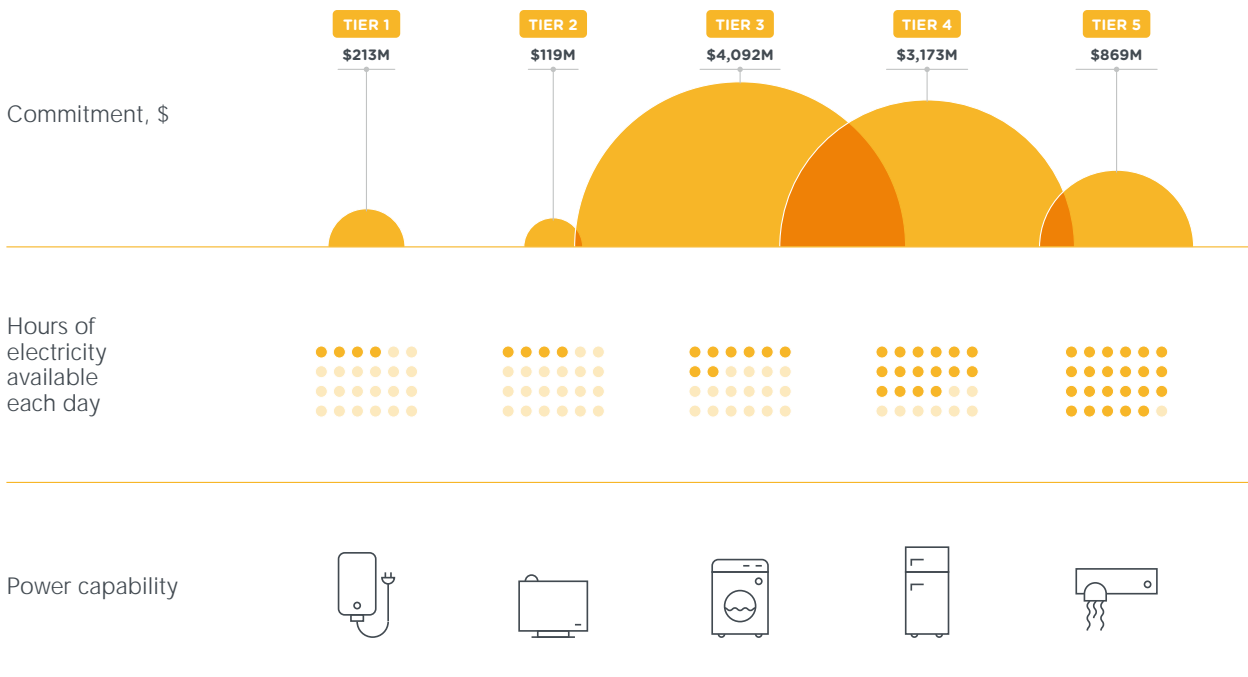 TIER 1
TIER 2
TIER 3
TIER 4
TIER 5
$213M
$119M
$4,092M
$3,173M
$869M
Commitment, $
Hours of
electricity
available
each day
Power capability